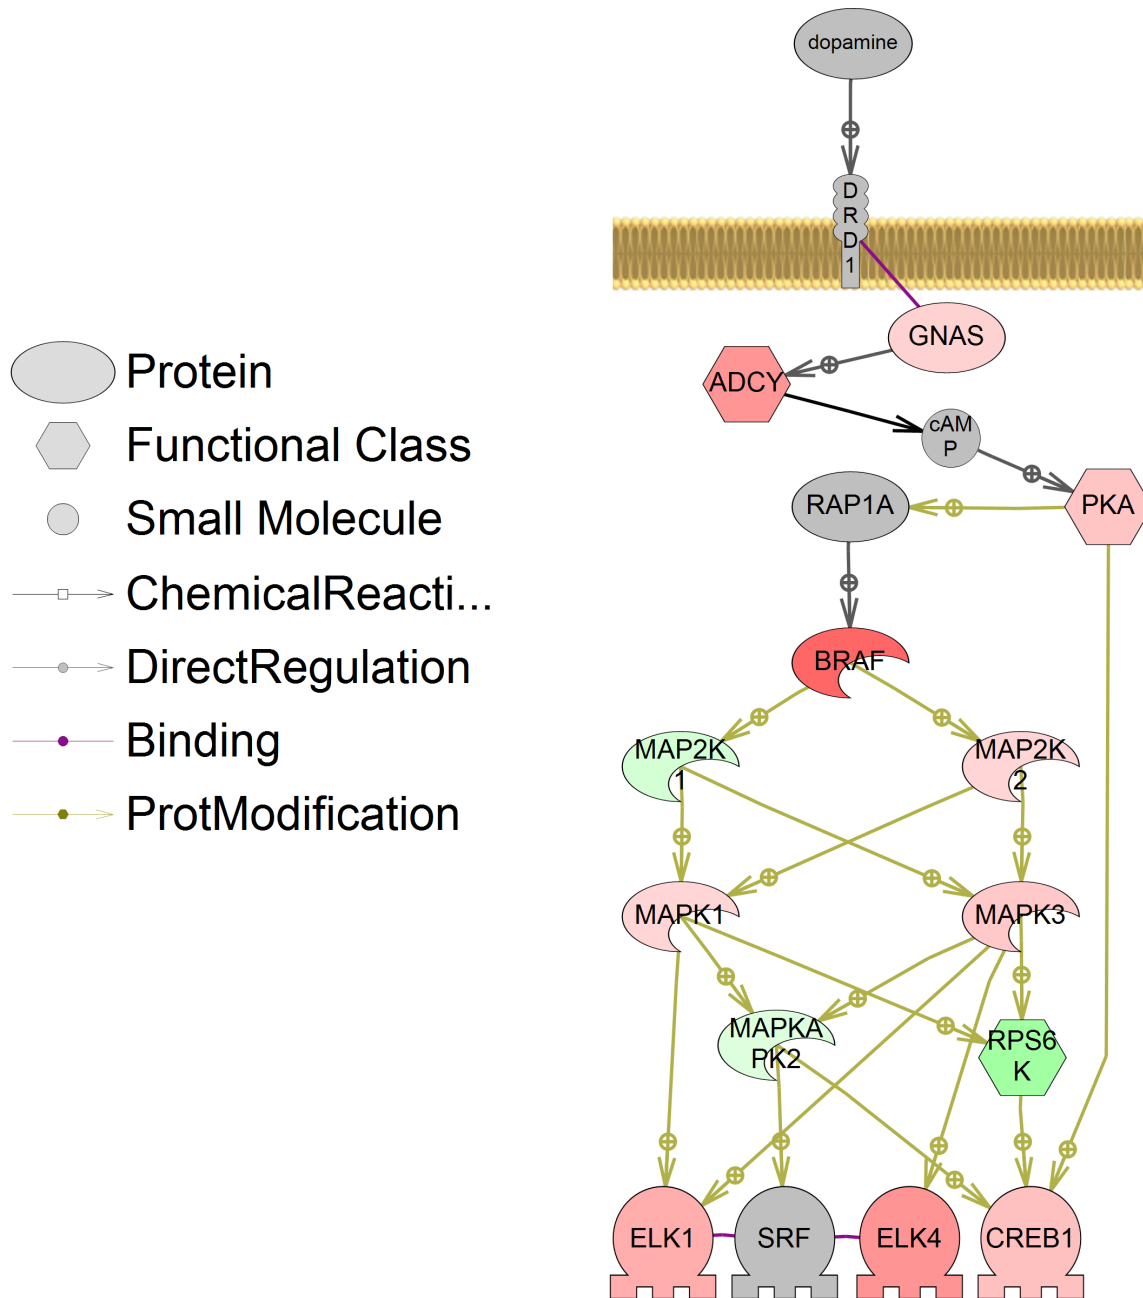 dopamine
D
R
D
1
GNAS
ADCY
cAM
P
PKA
RAP1A
BRAF
MAP2K
1
MAP2K
2
MAPK1
MAPK3
MAPKA
PK2
RPS6
K
ELK1
SRF
ELK4
CREB1
Protein
Functional Class
Small Molecule
ChemicalReacti...
DirectRegulation
Binding
ProtModification